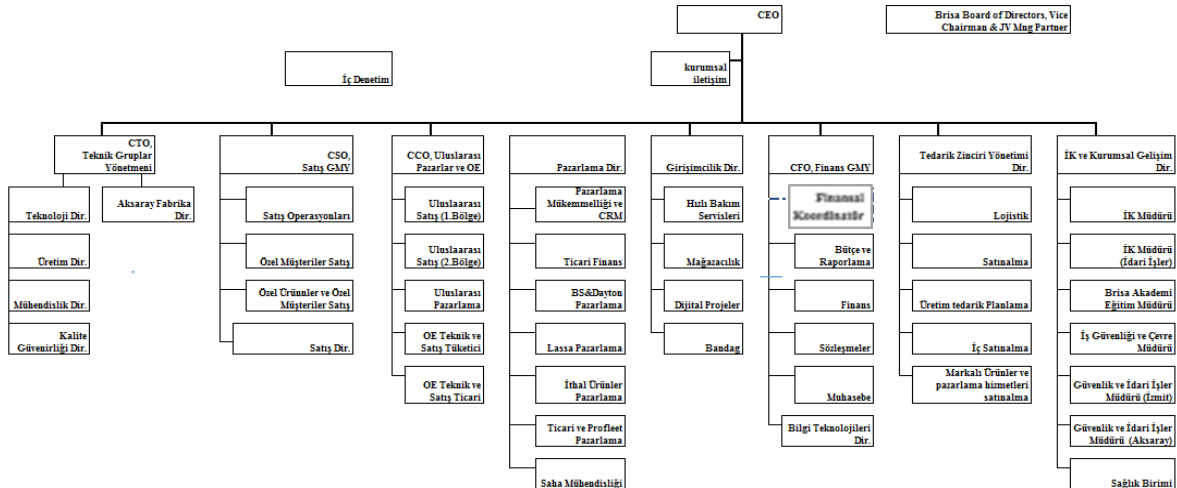 CEO
Brisa Board of Directors, Vice
Chairman & JV Mng Partner
İç Denetim
kurumsal
iletişim
CTO,
Teknik Gruplar
Yönetmeni
CSO,
Satış GMY
CCO, Uluslarası
Pazarlar ve OE
Pazarlama Dir.
Girişimcilik Dir.
CFO, Finans GMY
Tedarik Zinciri Yönetimi
Dir.
İK ve Kurumsal Gelişim
Dir.
Teknoloji Dir.
Aksaray Fabrika
Dir.
Üretim Dir.
Mühendislik Dir.
Kalite
Güvenirliği Dir.
Satış Operasyonları
Özel Müşteriler Satış
Özel Ürünnler ve Özel
Müşteriler Satış
Satış Dir.
Uluslarası
Satış (1.Bölge)
Uluslaarası
Satış (2.Bölge)
Uluslarası
Pazarlama
OE Teknik ve
Satış Tüketici
OE Teknik ve
Satış Ticari
Pazarlama
Mükemmelliği ve
CRM
Ticari Finans
BS&Dayton
Pazarlama
Lassa Pazarlama
İthal Ürünler
Pazarlama
Ticari ve Profleet
Pazarlama
Saha Mühendisliği
Hızlı Bakım
Servisleri
Mağazacılık
Dijital Projeler
Bandag
Finansal
Koordinatör
Bütçe ve
Raporlama
Finans
Sözleşmeler
Muhasebe
Bilgi Teknolojileri
Dir.
Lojistik
Satınalma
Üretim tedarik Planlama
İç Satınalma
Markalı Ürünler ve
pazarlama hizmetleri
satınalma
İK Müdürü
İK Müdürü
(İdari İşler)
Brisa Akademi
Eğitim Müdürü
İş Güvenliği ve Çevre
Müdürü
Güvenlik ve İdari İşler
Müdürü (İzmit)
Güvenlik ve İdari İşler
Müdürü (Aksaray)
Sağlık Birimi